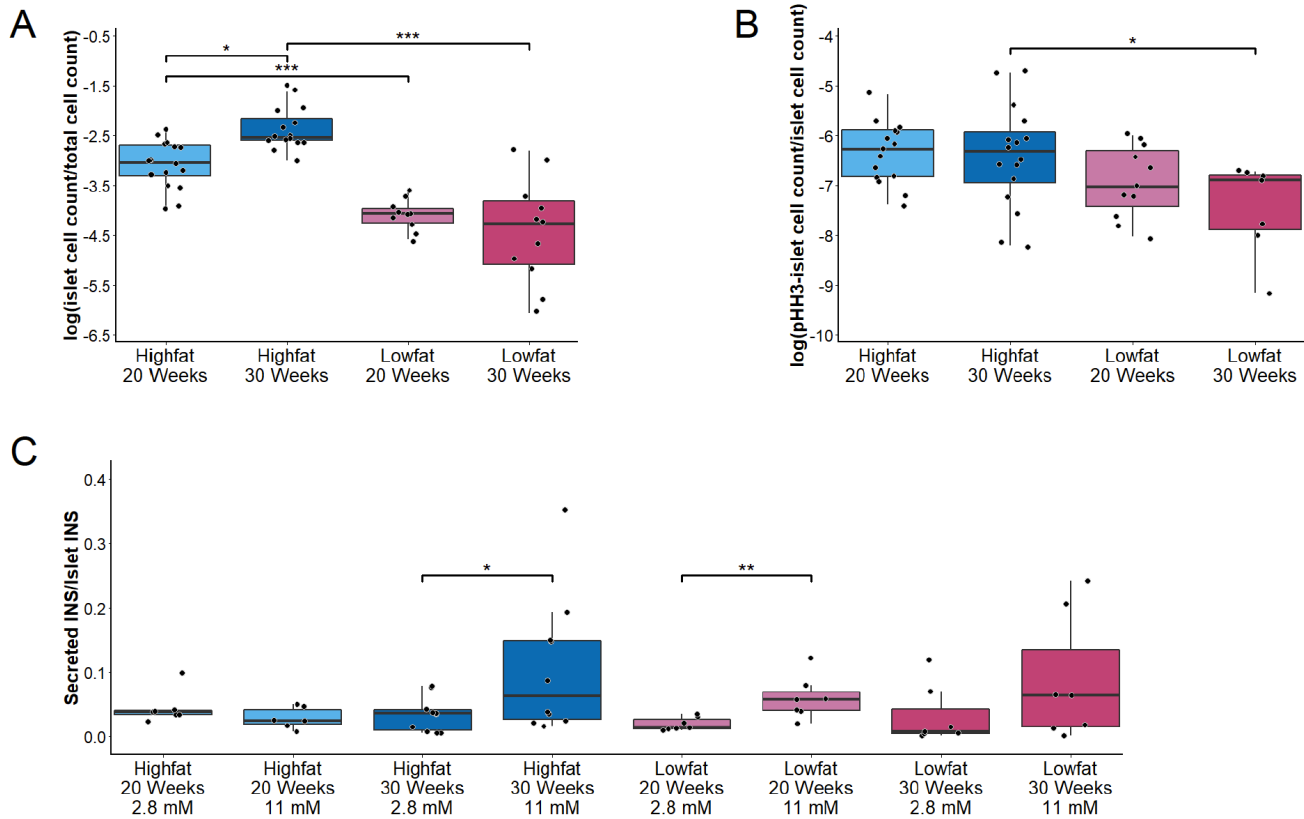 A
log(islet cell count/total cell count)
-0.5
-1.5
-2.5
-3.5
-4.5
-5.5
-6.5
*
***
***
Highfat
20 Weeks
Highfat
30 Weeks
Lowfat
20 Weeks
Lowfat
30 Weeks
B
log(pHH3-islet cell count/islet cell count)
-4
-5
-6
-7
-8
-9
-10
*
Highfat
20 Weeks
Highfat
30 Weeks
Lowfat
20 Weeks
Lowfat
30 Weeks
C
Secreted INS/Islet INS
0.4
0.3
0.2
0.1
0.0
*
**
Highfat
20 Weeks
2.8 mM
Highfat
20 Weeks
11 mM
Highfat
30 Weeks
2.8 mM
Highfat
30 Weeks
11 mM
Lowfat
20 Weeks
2.8 mM
Lowfat
20 Weeks
11 mM
Lowfat
30 Weeks
2.8 mM
Lowfat
30 Weeks
11 mM